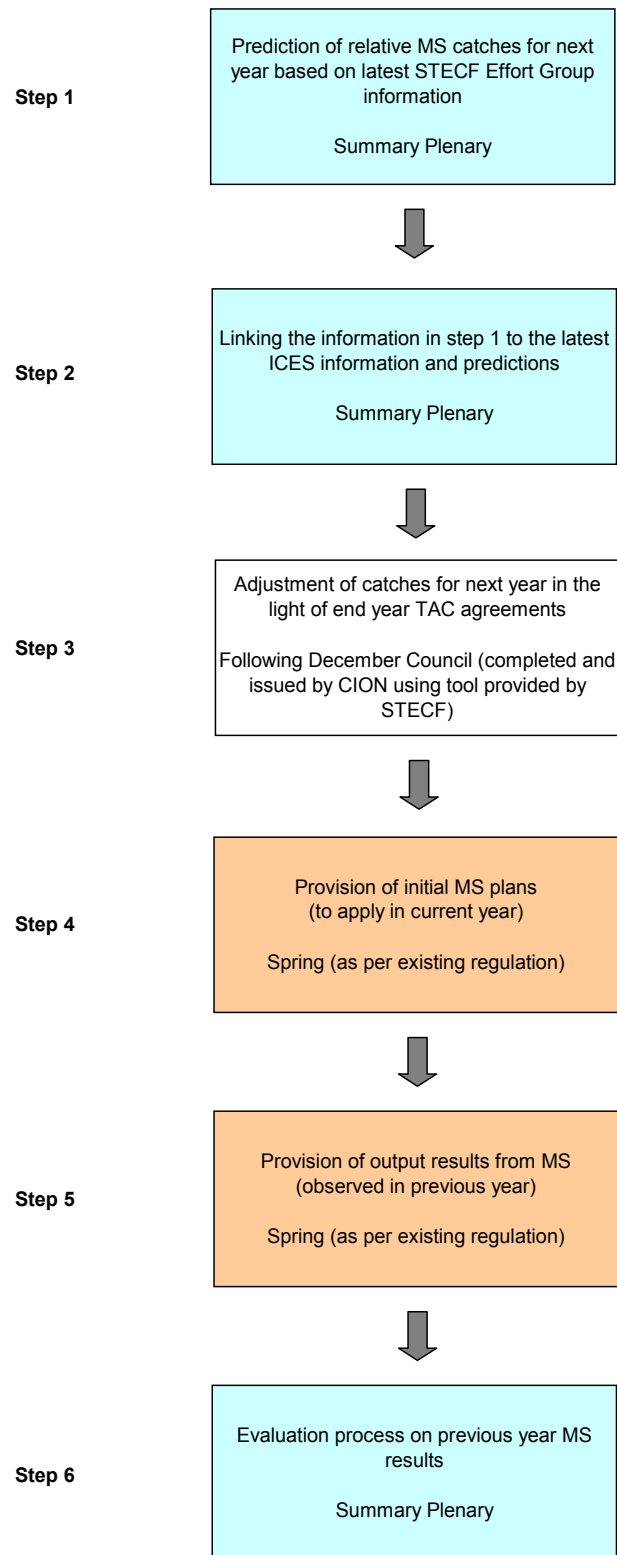 Step 1
Prediction of relative MS catches for next
year based on latest STECF Effort Group
information
Summary Plenary
Step 2
Linking the information in step 1 to the latest
ICES information and predictions
Summary Plenary
Step 3
Adjustment of catches for next year in the
light of end year TAC agreements
Following December Council (completed and
issued by CION using tool provided by
STECF)
Step 4
Provision of initial MS plans
(to apply in current year)
Spring (as per existing regulation)
Step 5
Provision of output results from MS
(observed in previous year)
Spring (as per existing regulation)
Step 6
Evaluation process on previous year MS
results
Summary Plenary